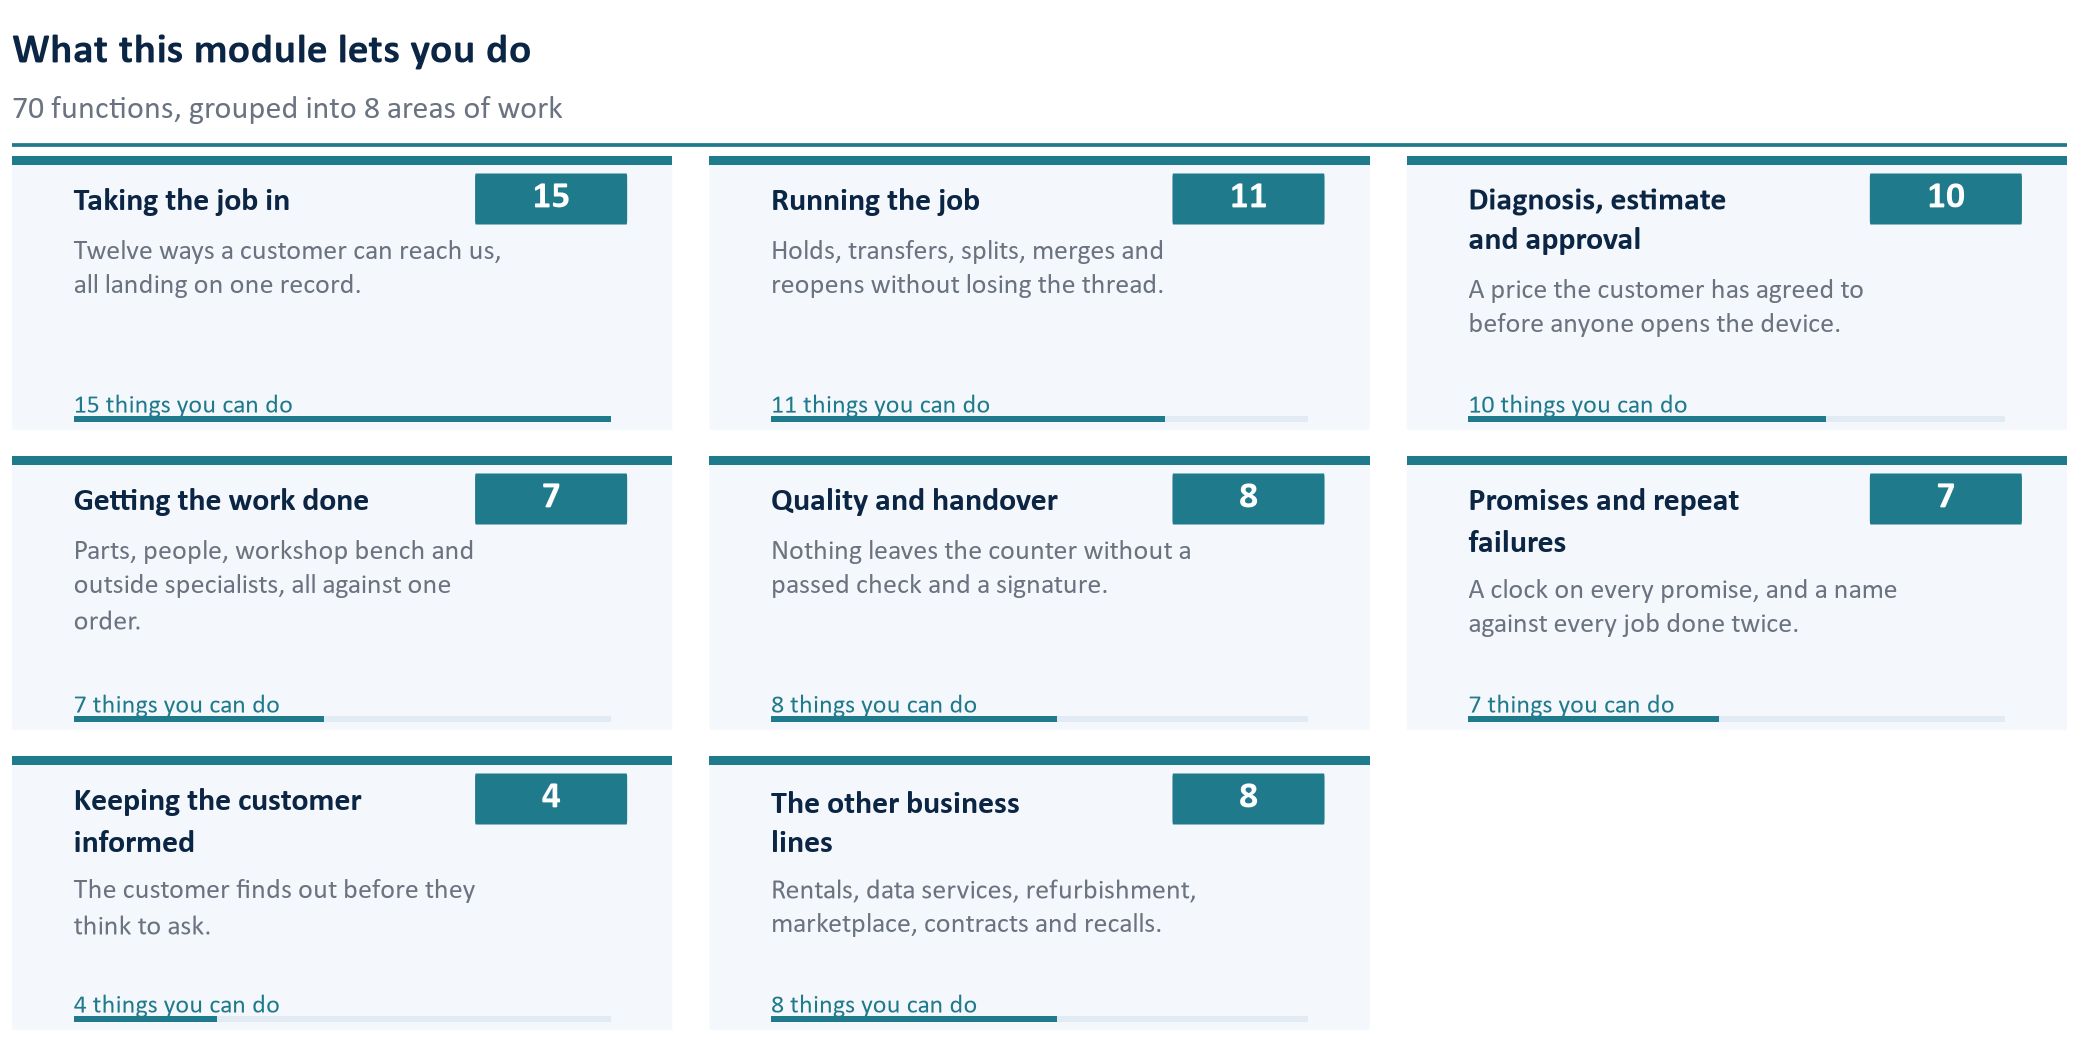 What this module lets you do
70 functions, grouped into 8 areas of work
Taking the job in
15
Twelve ways a customer can reach us,
all landing on one record.
15 things you can do
Running the job
11
Holds, transfers, splits, merges and
reopens without losing the thread.
11 things you can do
Diagnosis, estimate
and approval
10
A price the customer has agreed to
before anyone opens the device.
10 things you can do
Getting the work done
7
Parts, people, workshop bench and
outside specialists, all against one
order.
7 things you can do
Quality and handover
8
Nothing leaves the counter without a
passed check and a signature.
8 things you can do
Promises and repeat
failures
7
A clock on every promise, and a name
against every job done twice.
7 things you can do
Keeping the customer
informed
4
The customer finds out before they
think to ask.
4 things you can do
The other business
lines
8
Rentals, data services, refurbishment,
marketplace, contracts and recalls.
8 things you can do